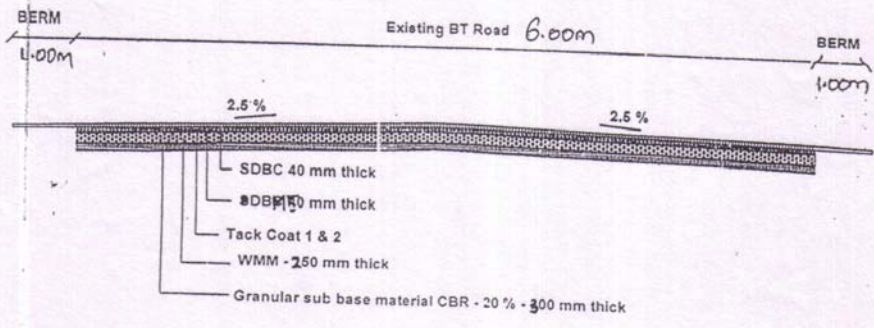 BERM
Existing BT Road 6.00m
BERM
1.00m
1.00m
2.5 %
2.5 %
SDBC 40 mm thick
50 mm thick
Tack Coat 1 & 2
WMM - 250 mm thick
Granular sub base material CBR - 20 % - 300 mm thick